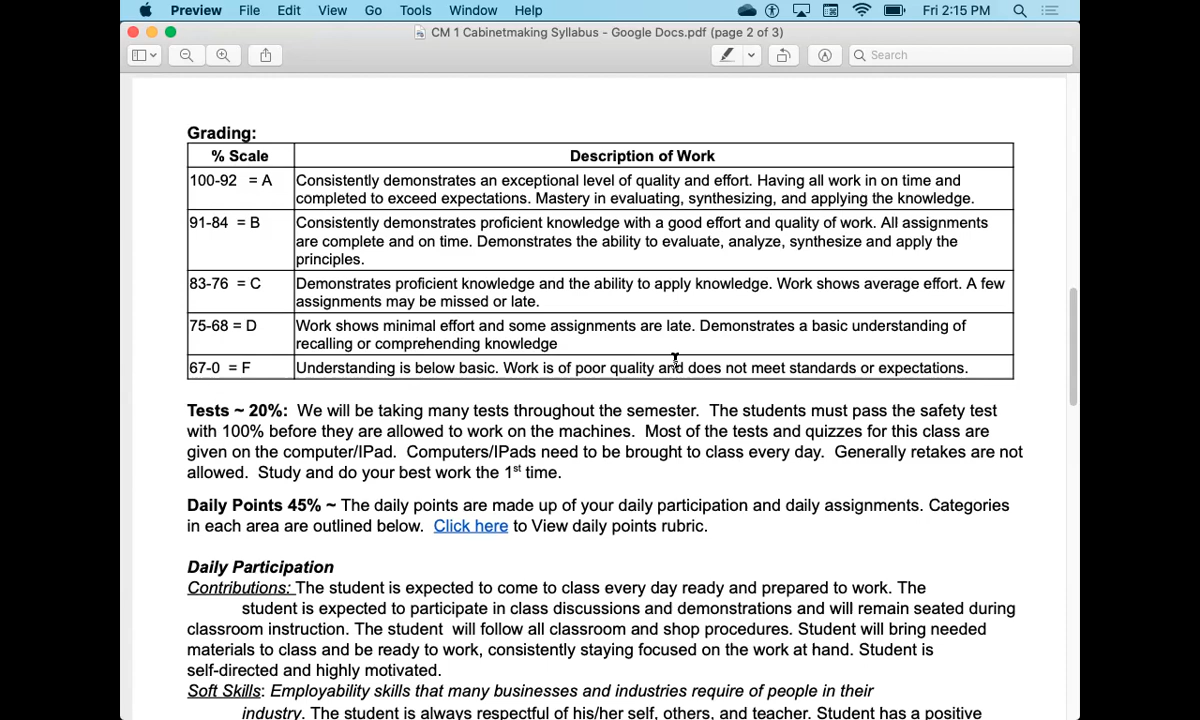 Preview File Edit View Go Tools Window Help Fri 2:15 PM
CM 1 Cabinetmaking Syllabus - Google Docs.pdf (page 2 of 3)
Search
Grading:
% Scale Description of Work
100-92 = A Consistently demonstrates an exceptional level of quality and effort. Having all work in on time and
completed to exceed expectations. Mastery in evaluating, synthesizing, and applying the knowledge.
91-84 = B Consistently demonstrates proficient knowledge with a good effort and quality of work. All assignments
are complete and on time. Demonstrates the ability to evaluate, analyze, synthesize and apply the
principles.
83-76 = C Demonstrates proficient knowledge and the ability to apply knowledge. Work shows average effort. A few
assignments may be missed or late.
75-68 = D Work shows minimal effort and some assignments are late. Demonstrates a basic understanding of
recalling or comprehending knowledge
67-0 = F Understanding is below basic. Work is of poor quality and does not meet standards or expectations.
Tests ~ 20%: We will be taking many tests throughout the semester. The students must pass the safety test
with 100% before they are allowed to work on the machines. Most of the tests and quizzes for this class are
given on the computer/IPad. Computers/IPads need to be brought to class every day. Generally retakes are not
allowed. Study and do your best work the 1st time.
Daily Points 45% ~ The daily points are made up of your daily participation and daily assignments. Categories
in each area are outlined below. Click here to View daily points rubric.
Daily Participation
Contributions: The student is expected to come to class every day ready and prepared to work. The
student is expected to participate in class discussions and demonstrations and will remain seated during
classroom instruction. The student will follow all classroom and shop procedures. Student will bring needed
materials to class and be ready to work, consistently staying focused on the work at hand. Student is
self-directed and highly motivated.
Soft Skills: Employability skills that many businesses and industries require of people in their
industry. The student is always respectful of his/her self, others, and teacher. Student has a positive